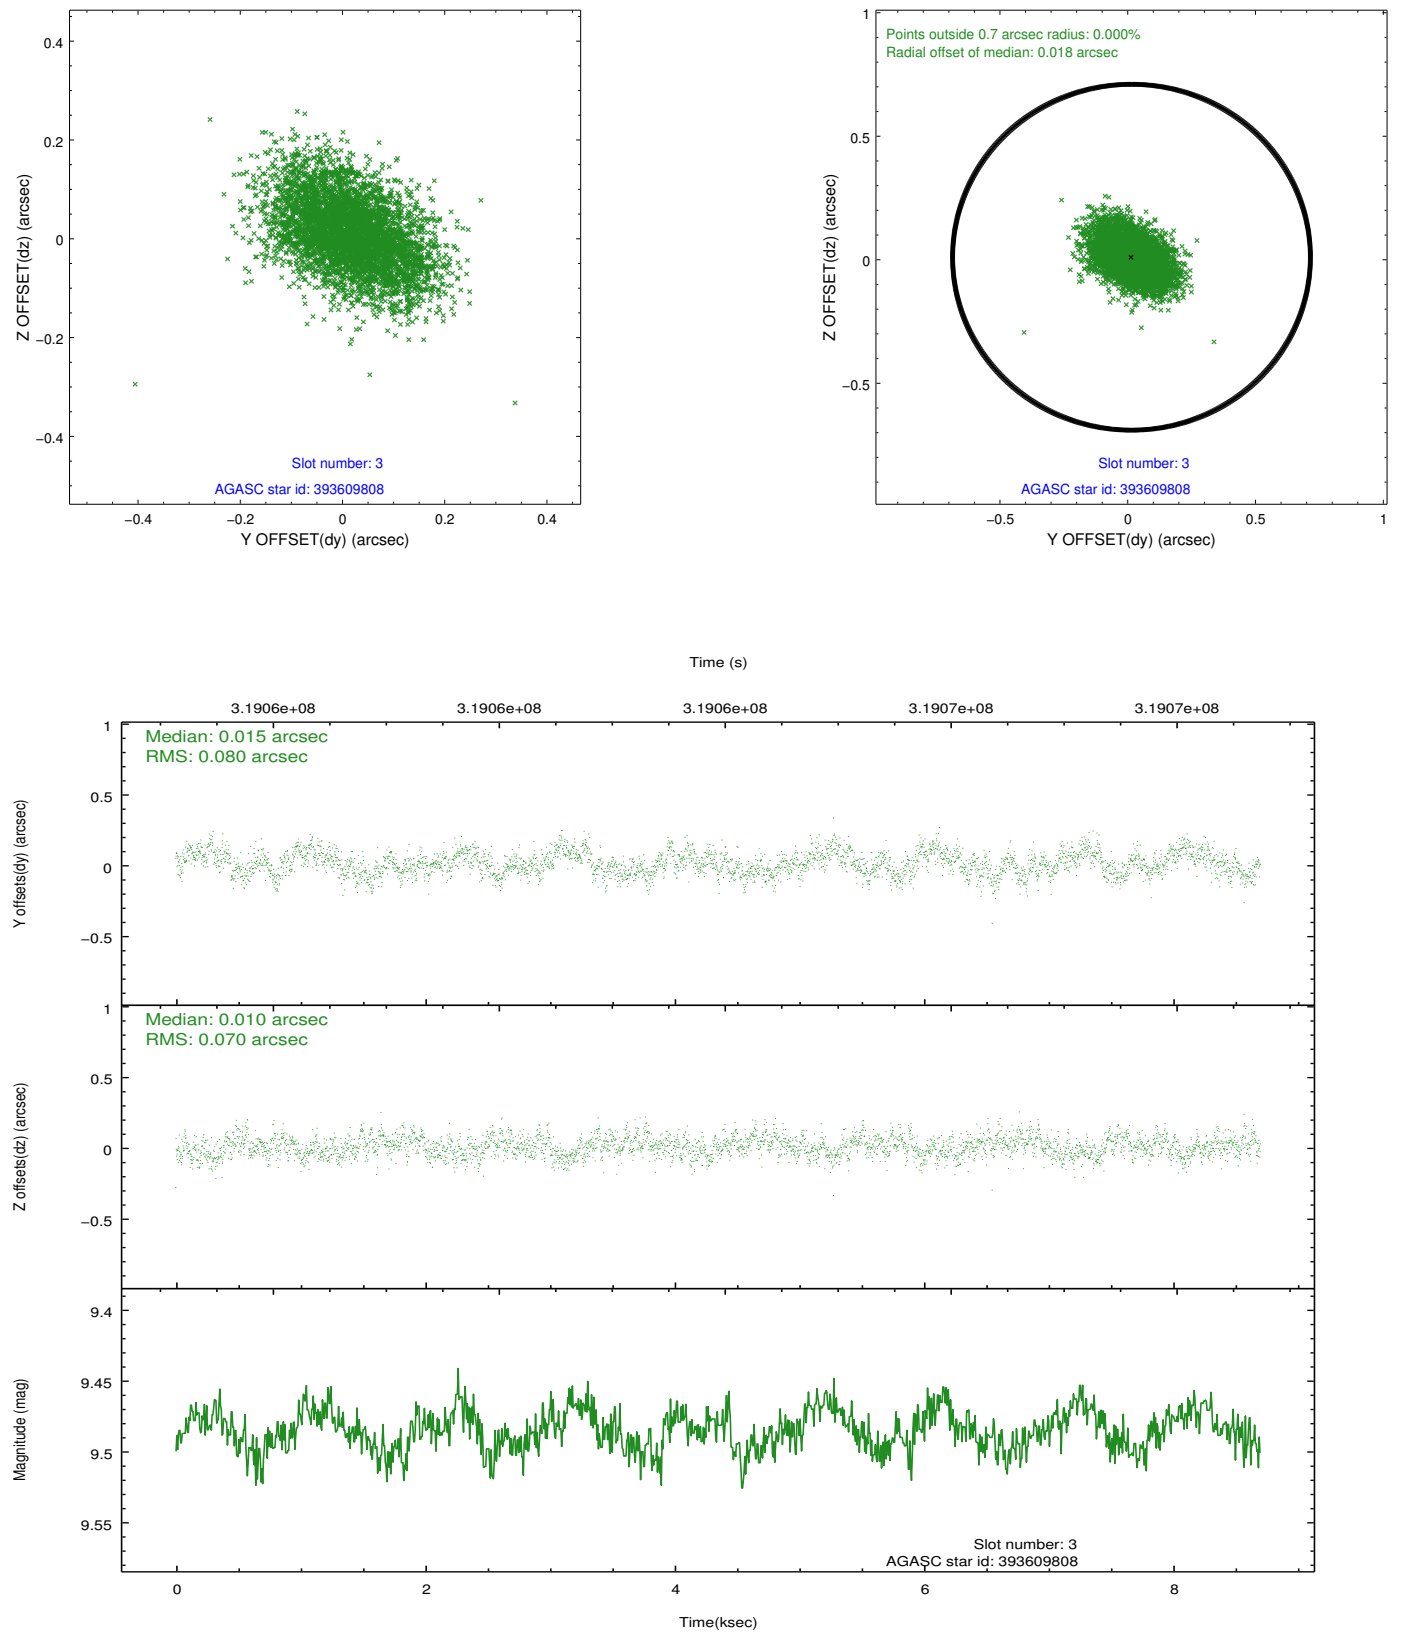 0.4
0.2
0
−0.2
−0.4
Z OFFSET(dz) (arcsec)
Slot number: 3
AGASC star id: 393609808
−0.4 −0.2 0 0.2 0.4
Y OFFSET(dy) (arcsec)
1
0.5
0
−0.5
Z OFFSET(dz) (arcsec)
Points outside 0.7 arcsec radius: 0.000%
Radial offset of median: 0.018 arcsec
Slot number: 3
AGASC star id: 393609808
−0.5 0 0.5 1
Y OFFSET(dy) (arcsec)
Time (s)
3.1906e+08 3.1906e+08 3.1906e+08 3.1907e+08 3.1907e+08
1
0.5
0
−0.5
Y offsets(dy) (arcsec)
Median: 0.015 arcsec
RMS: 0.080 arcsec
1
0.5
0
−0.5
Z offsets(dz) (arcsec)
Median: 0.010 arcsec
RMS: 0.070 arcsec
9.4
9.45
9.5
9.55
Magnitude (mag)
Slot number: 3
AGASC star id: 393609808
0 2 4 6 8
Time(ksec)